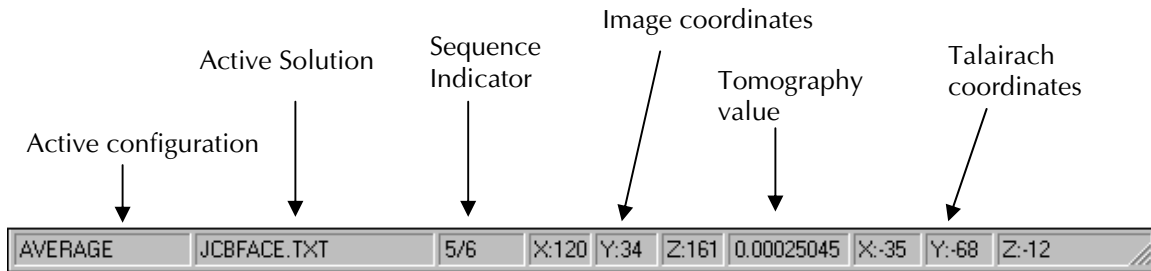 Image coordinates
Active Solution
Sequence
Indicator
Tomography
value
Talairach
coordinates
Active configuration
AVERAGE JCBFACE.TXT 5/6 X:120 Y:34 Z:161 0.00025045 X:-35 Y:-68 Z:-12